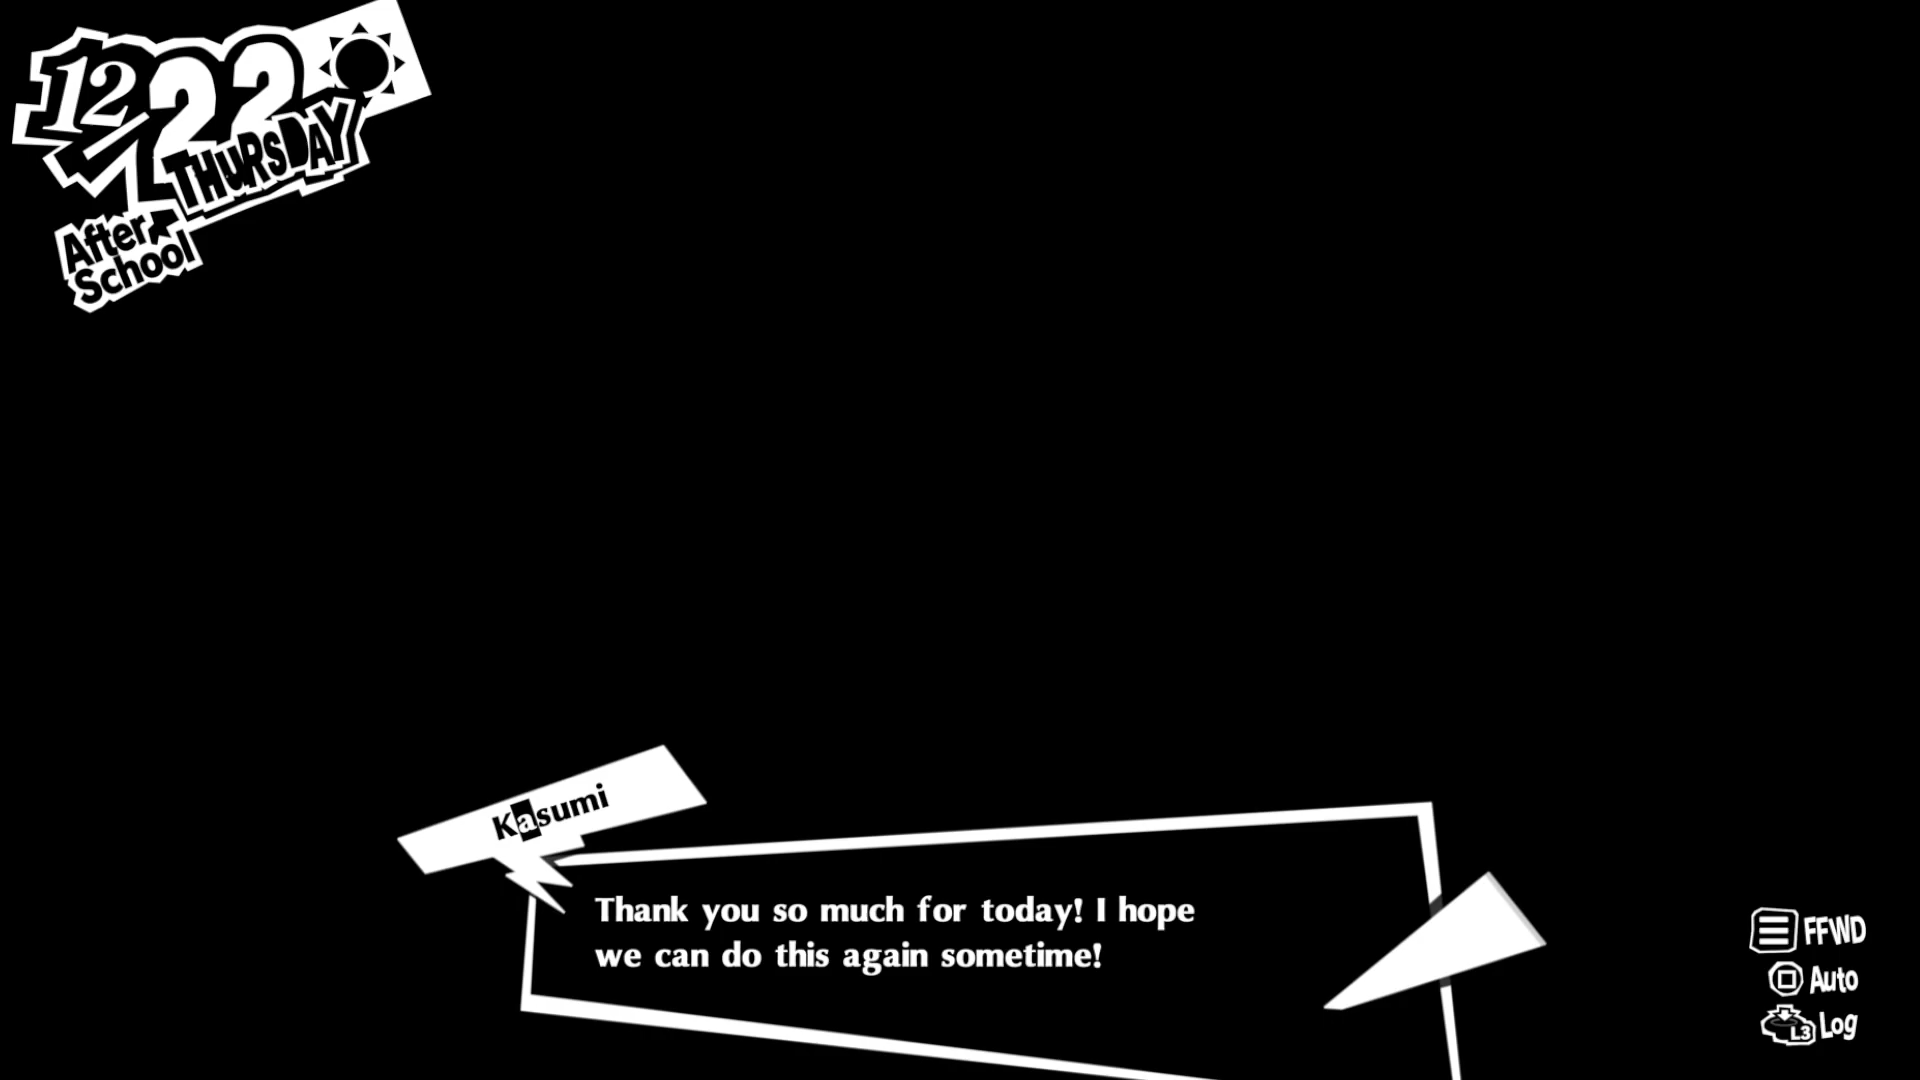 12/22
THURSDAY
After
School
Kasumi
Thank you so much for today! I hope
we can do this again sometime!
FFWD
Auto
L3 Log